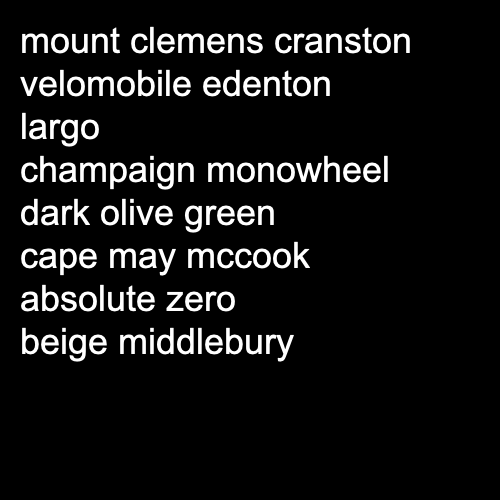 mount clemens cranston
velomobile edenton
largo
champaign monowheel
dark olive green
cape may mccook
absolute zero
beige middlebury